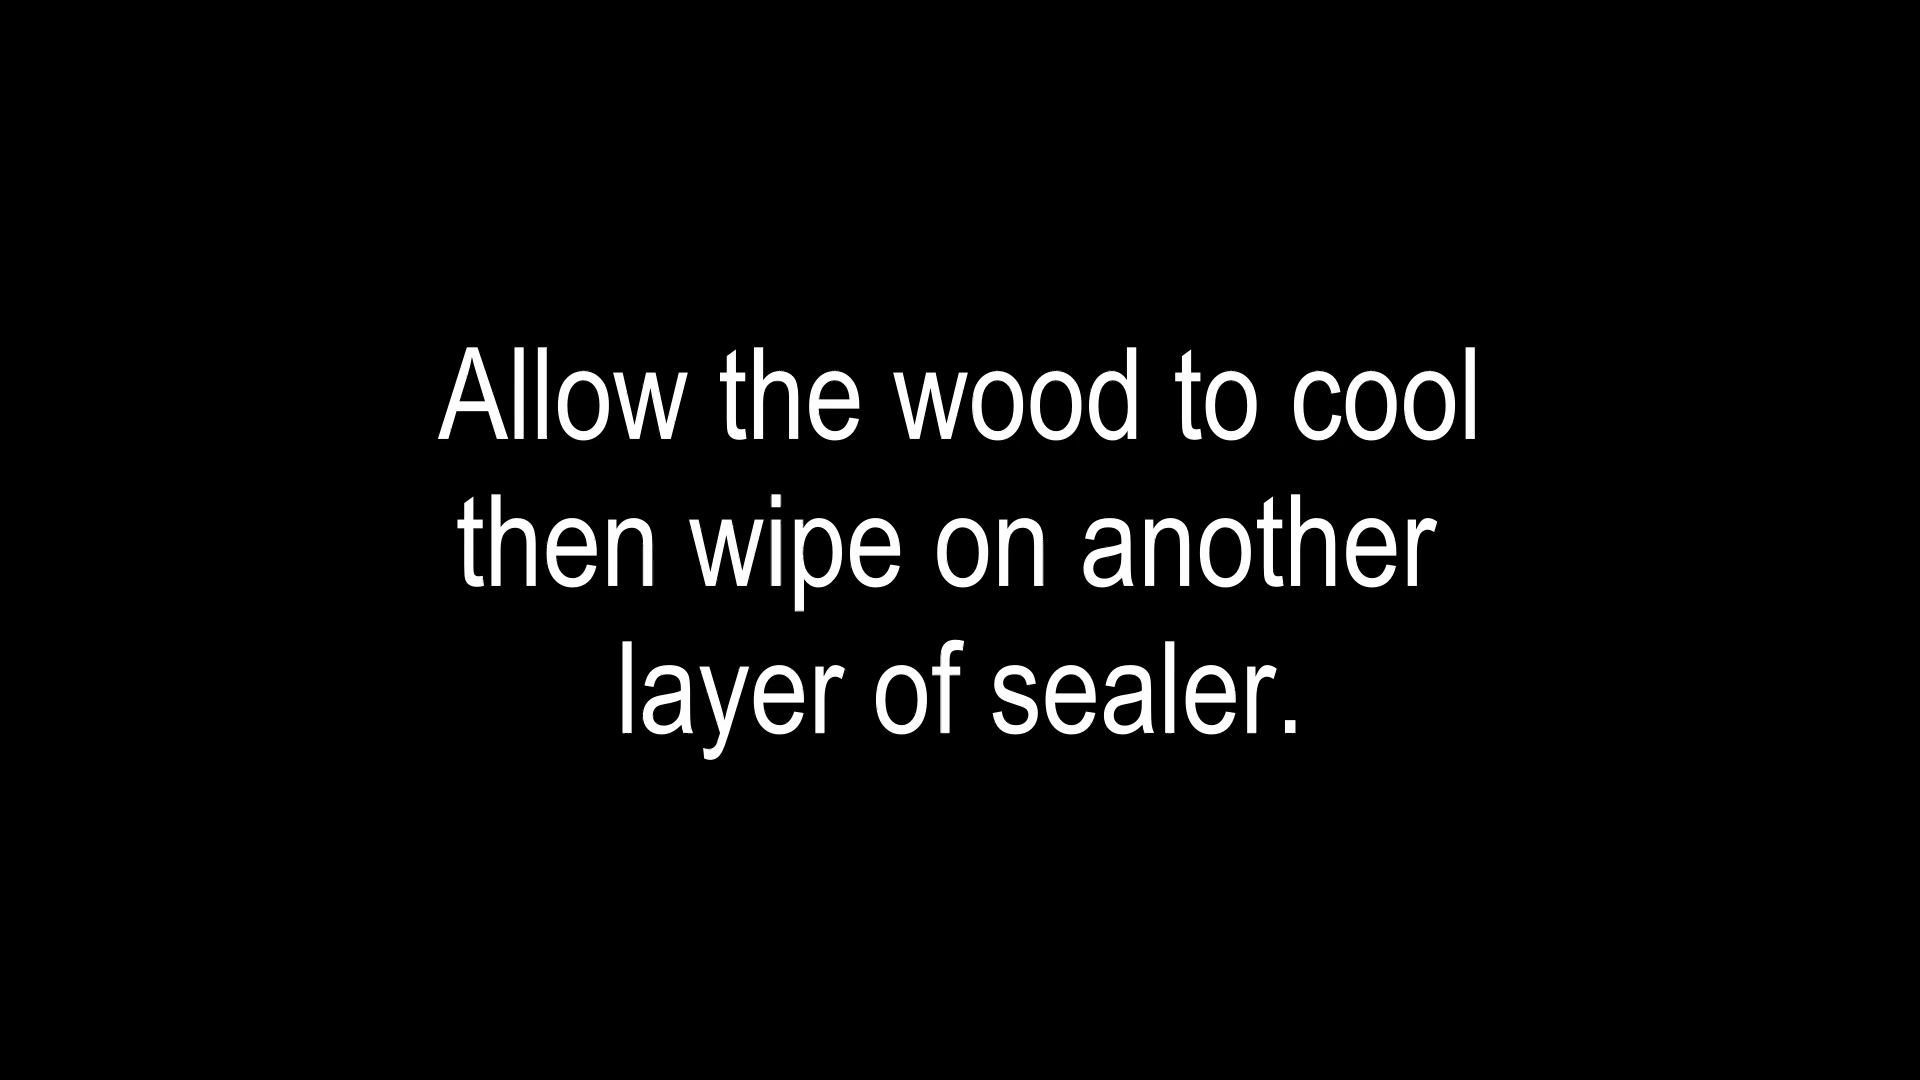 Allow the wood to cool
then wipe on another
layer of sealer.